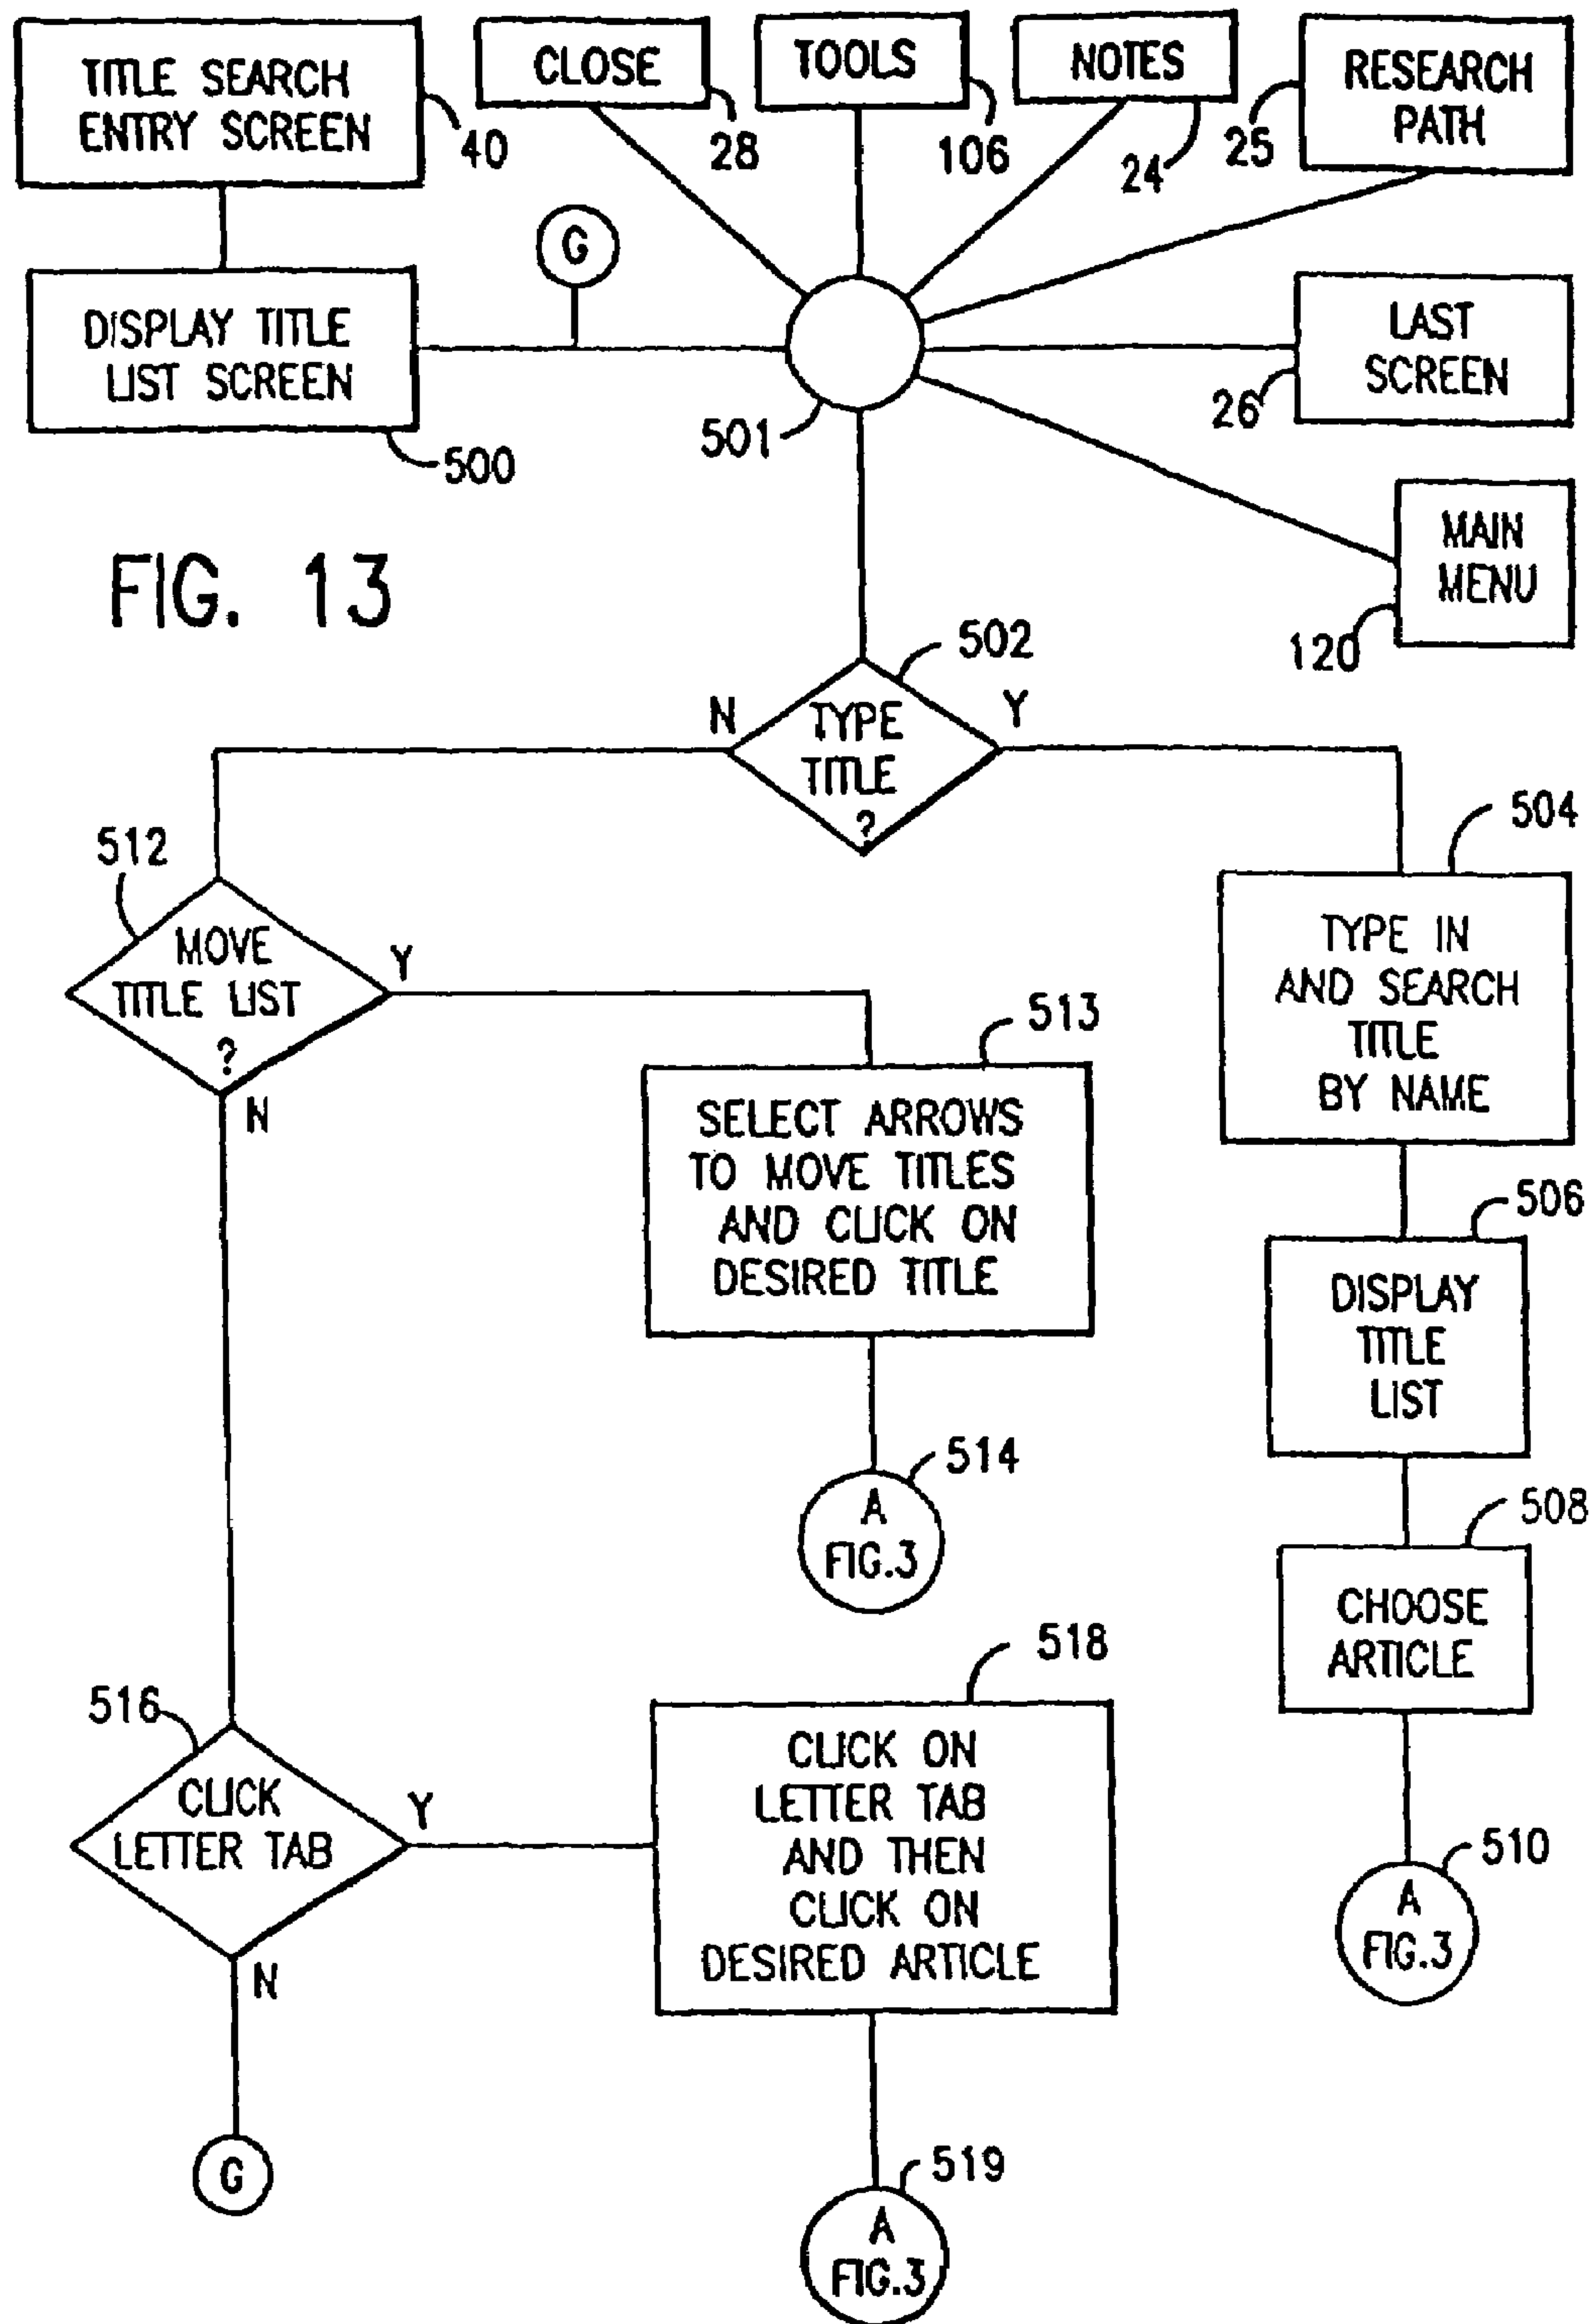 TITLE SEARCH
ENTRY SCREEN
40
CLOSE
28
TOOLS
106
NOTES
24
RESEARCH
PATH
25
G
DISPLAY TITLE
LIST SCREEN
500
501
LAST
SCREEN
26
MAIN
MENU
120
FIG. 13
502
TYPE
TITLE
?
N
Y
512
MOVE
TITLE LIST
?
Y
N
504
TYPE IN
AND SEARCH
TITLE
BY NAME
513
SELECT ARROWS
TO MOVE TITLES
AND CLICK ON
DESIRED TITLE
506
DISPLAY
TITLE
LIST
514
A
FIG.3
508
CHOOSE
ARTICLE
516
CLICK
LETTER TAB
Y
N
518
CLICK ON
LETTER TAB
AND THEN
CLICK ON
DESIRED ARTICLE
510
A
FIG.3
G
519
A
FIG.3